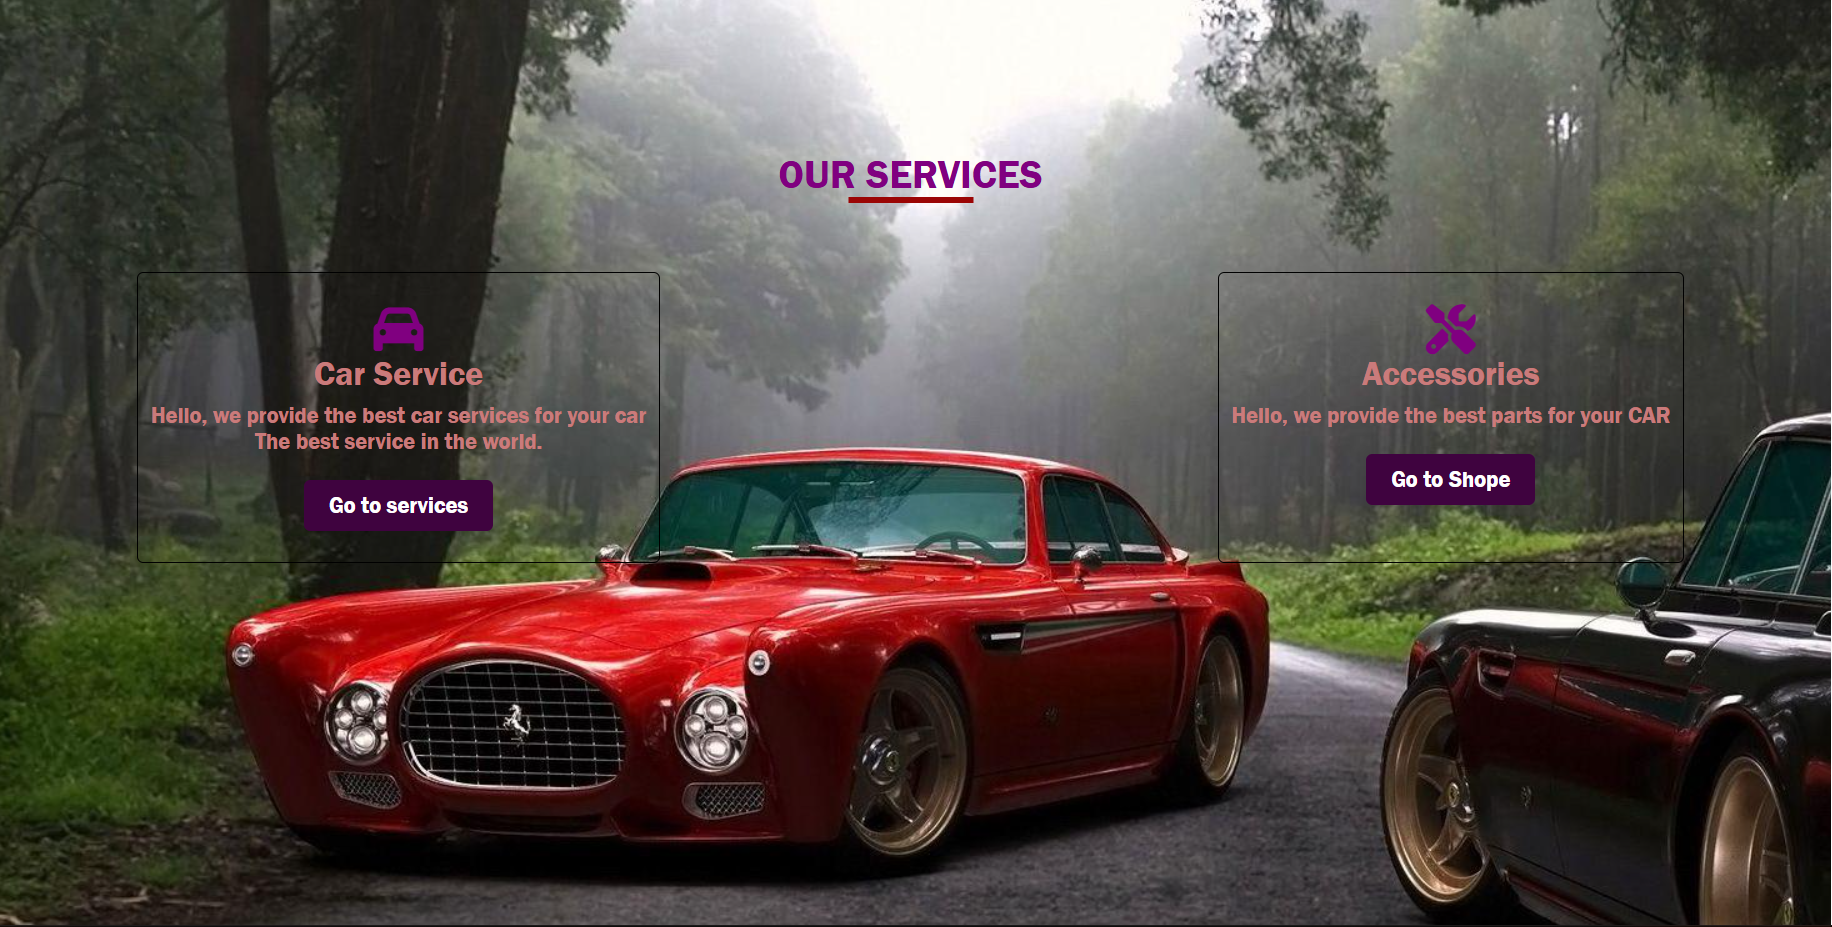 OUR SERVICES
Car Service
Hello, we provide the best car services for your car
The best service in the world.
Go to services
Accessories
Hello, we provide the best parts for your CAR
Go to Shope